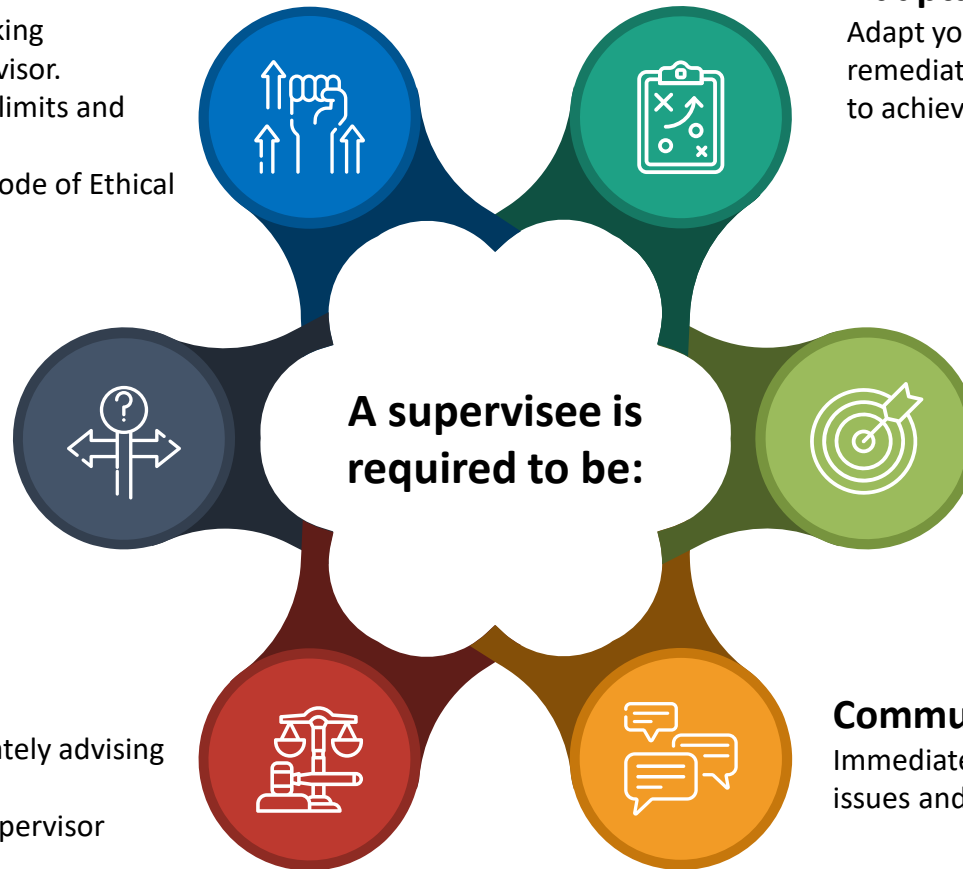 king
visor.
limits and
ode of Ethical
Adapt yo
remediat
to achiev
A supervisee is
required to be:
ately advising
pervisor
Commu
Immediate
issues and